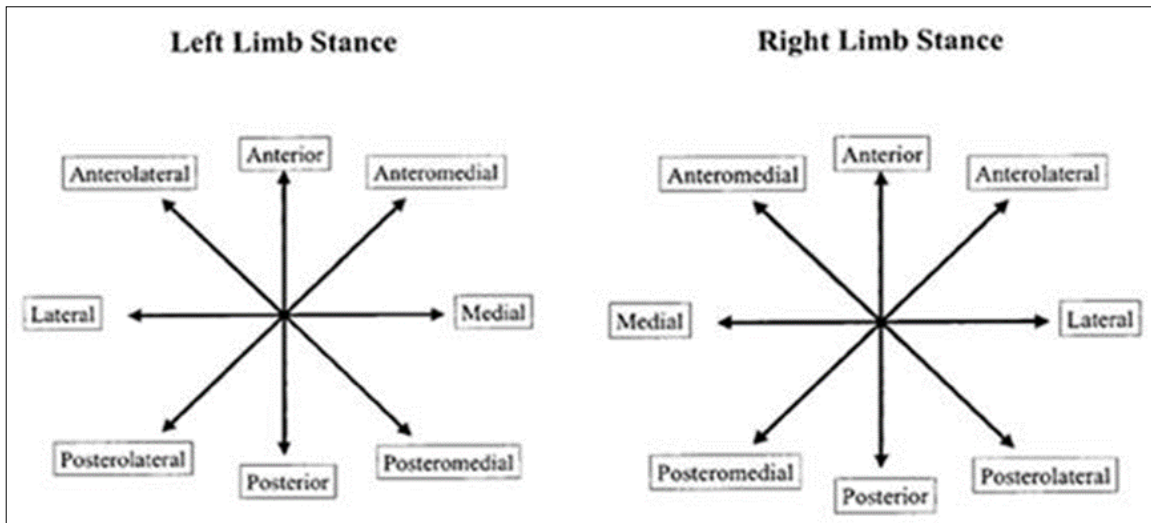 Left Limb Stance
Anterior
Anterolateral
Anteromedial
Lateral
Medial
Posterolateral
Posteromedial
Posterior
Right Limb Stance
Anterior
Anteromedial
Anterolateral
Medial
Lateral
Posteromedial
Posterolateral
Posterior